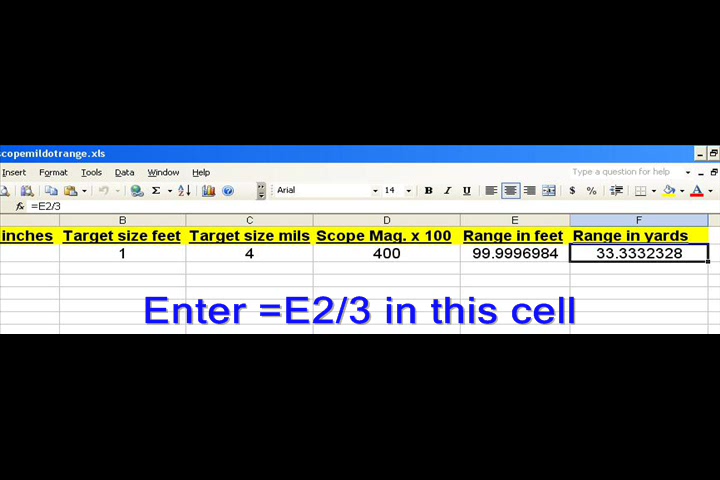 copemildotrange.xls
Insert Format Tools Data Window Help Type a question for help
Arial 14 B I U $ %
fx =E2/3
B C D E F
inches Target size feet Target size mils Scope Mag. x 100 Range in feet Range in yards
1 4 400 99.9996984 33.3332328
Enter =E2/3 in this cell